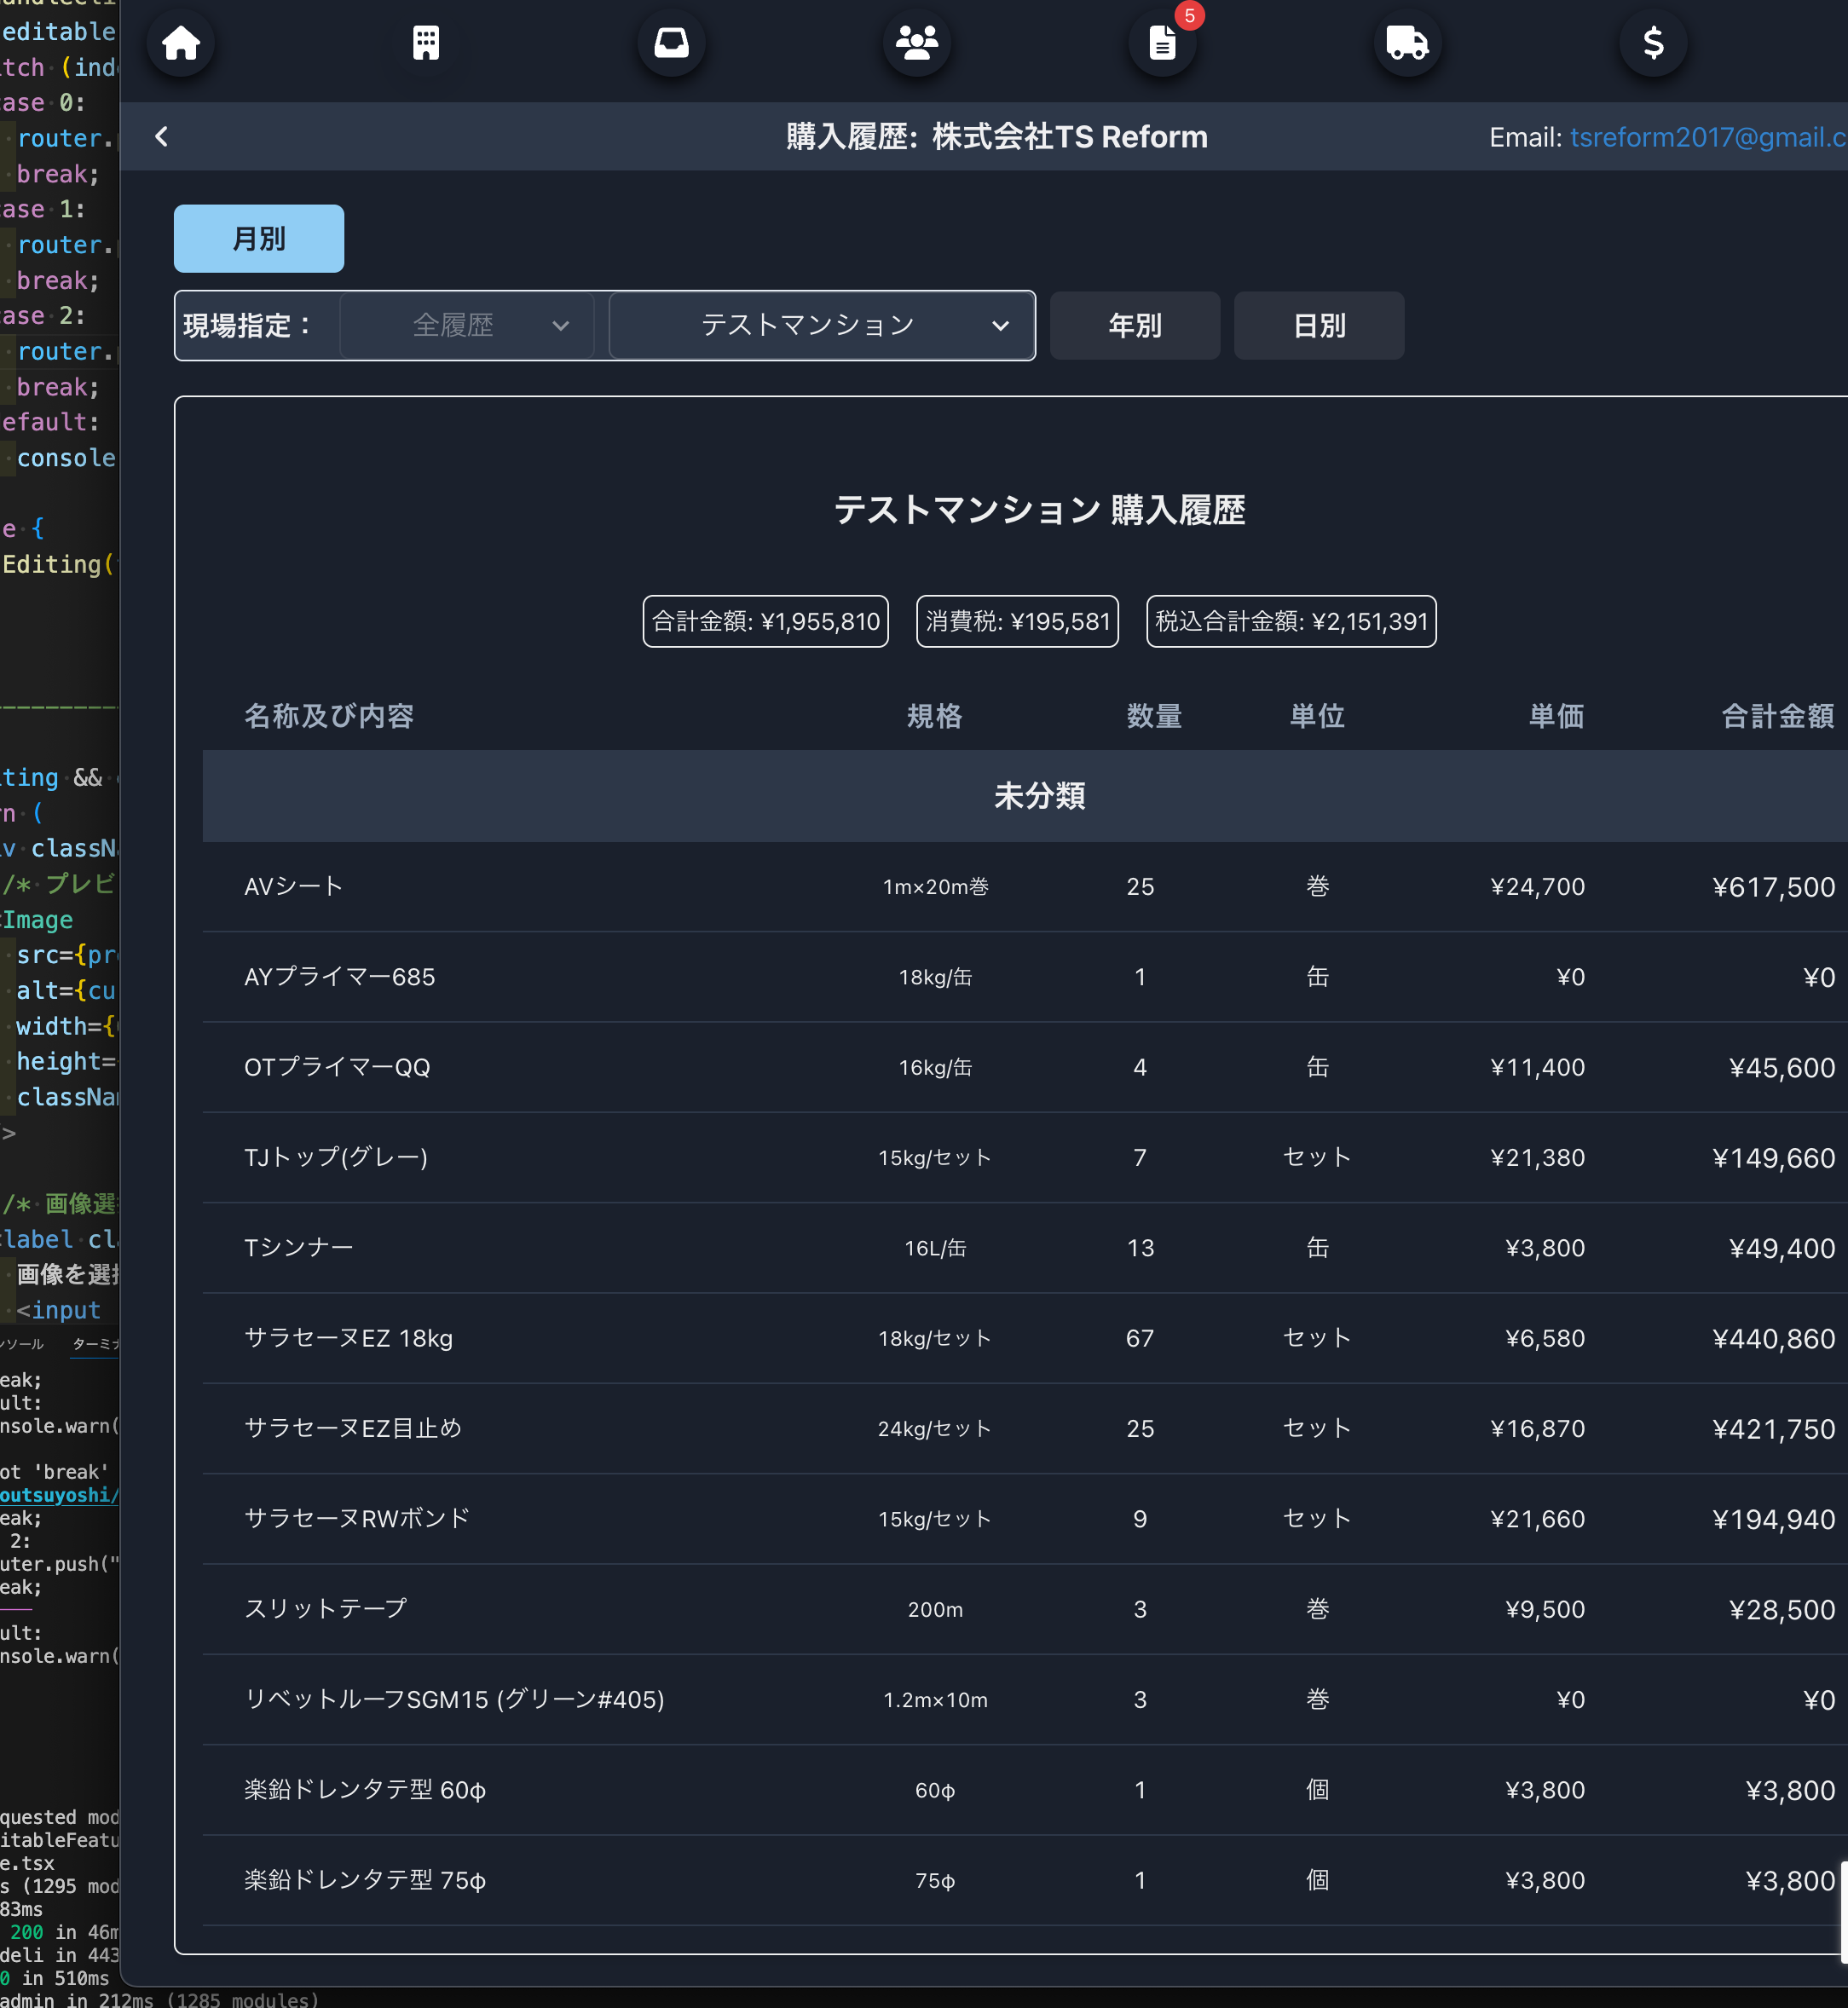 5
購入履歴: 株式会社TS Reform
Email: tsreform2017@gmail.c
月別
現場指定：
全履歴
テストマンション
年別
日別
テストマンション 購入履歴
合計金額: ¥1,955,810
消費税: ¥195,581
税込合計金額: ¥2,151,391
名称及び内容 規格 数量 単位 単価 合計金額
未分類
AVシート 1m×20m巻 25 巻 ¥24,700 ¥617,500
AYプライマー685 18kg/缶 1 缶 ¥0 ¥0
OTプライマーQQ 16kg/缶 4 缶 ¥11,400 ¥45,600
TJトップ(グレー) 15kg/セット 7 セット ¥21,380 ¥149,660
Tシンナー 16L/缶 13 缶 ¥3,800 ¥49,400
サラセーヌEZ 18kg 18kg/セット 67 セット ¥6,580 ¥440,860
サラセーヌEZ目止め 24kg/セット 25 セット ¥16,870 ¥421,750
サラセーヌRWボンド 15kg/セット 9 セット ¥21,660 ¥194,940
スリットテープ 200m 3 巻 ¥9,500 ¥28,500
リベットルーフSGM15 (グリーン#405) 1.2m×10m 3 巻 ¥0 ¥0
楽鉛ドレンタテ型 60φ 60φ 1 個 ¥3,800 ¥3,800
楽鉛ドレンタテ型 75φ 75φ 1 個 ¥3,800 ¥3,800
editable
tch (ind
ase 0:
router.
break;
ase 1:
router.
break;
ase 2:
router.
break;
efault:
console
e {
Editing(
ting &&
n (
v classN
/* プレビ
Image
src={pr
alt={cu
width={
height=
classNa
>
/* 画像選
label cl
画像を選
<input
ソール ターミナ
eak;
ult:
nsole.warn(
ot 'break'
outsuyoshi/
eak;
2:
uter.push("
eak;
ult:
nsole.warn(
quested mod
itableFeatu
e.tsx
s (1295 mod
83ms
200 in 46m
deli in 443
0 in 510ms
admin in 212ms (1285 modules)